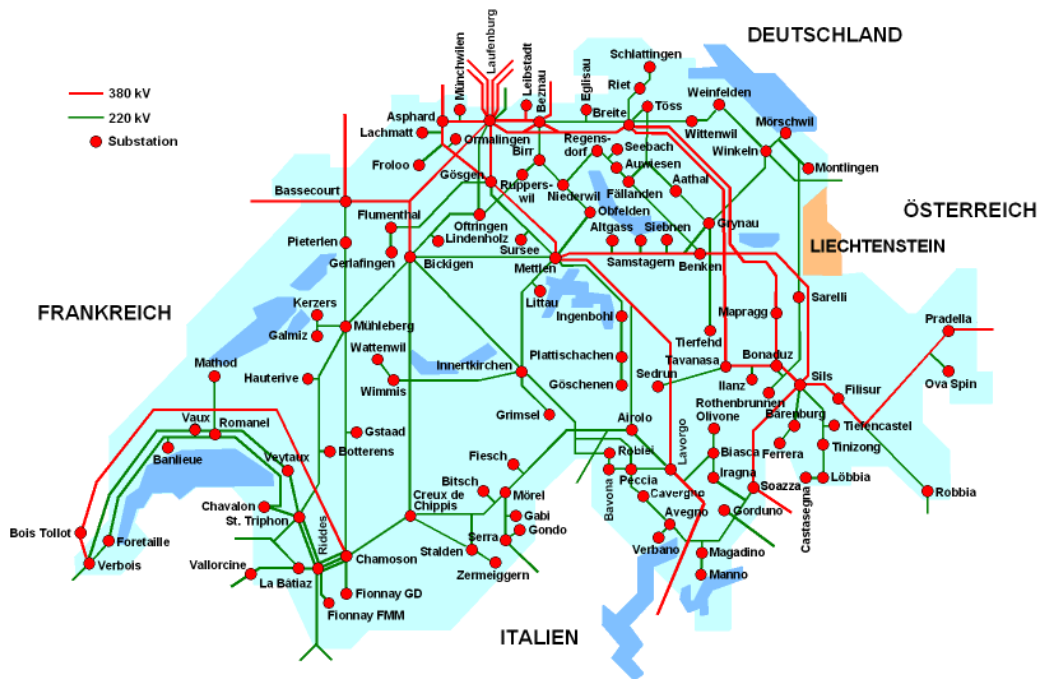 DEUTSCHLAND
380 kV
220 kV
Substation
Münchwilen
Laufenburg
Leibstadt
Beznau
Eglisau
Schlattingen
Riet
Weinfelden
Breite
Töss
Asphard
Mörschwil
Lachmatt
Ormalingen
Regens-
dorf
Seebach
Wittenwil
Birr
Auwiesen
Winkeln
Froloo
Montlingen
Gösgen
Aathal
Bassecourt
Ruppers-
wil
Niederwil
Fällanden
Flumenthal
Oftringen
Obfelden
ÖSTERREICH
Grynau
Altgass
Siebnen
Lindenholz
Pieterlen
Sursee
LIECHTENSTEIN
Gerlafingen
Bickigen
Mettlen
Samstagern
Benken
Littau
Sarelli
FRANKREICH
Kerzers
Mapragg
Pradella
Ingenbohl
Mühleberg
Galmiz
Tierfehd
Wattenwil
Plattischachen
Tavanasa
Bonaduz
Mathod
Innertkirchen
Sedrun
Sils
Hauterive
Wimmis
Göschenen
Ilanz
Ova Spin
Filisur
Rothenbrunnen
Grimsel
Olivone
Bärenburg
Vaux
Airolo
Tiefencastel
Romanel
Gstaad
Lavorgo
Ferrera
Tinizong
Banlieue
Veytaux
Botterens
Robiei
Biasca
Fiesch
Bavona
Peccia
Iragna
Bitsch
Soazza
Löbbia
Creux de
Chippis
Mörel
Cavergno
Castasegna
Robbia
Chavalon
Gabi
Avegno
Gorduno
St. Triphon
Riddes
Gondo
Bois Tollot
Foretaille
Serra
Verbano
Stalden
Magadino
Verbois
Vallorcine
Chamoson
Zermeiggern
Manno
La Bâtiaz
Fionnay GD
Fionnay FMM
ITALIEN